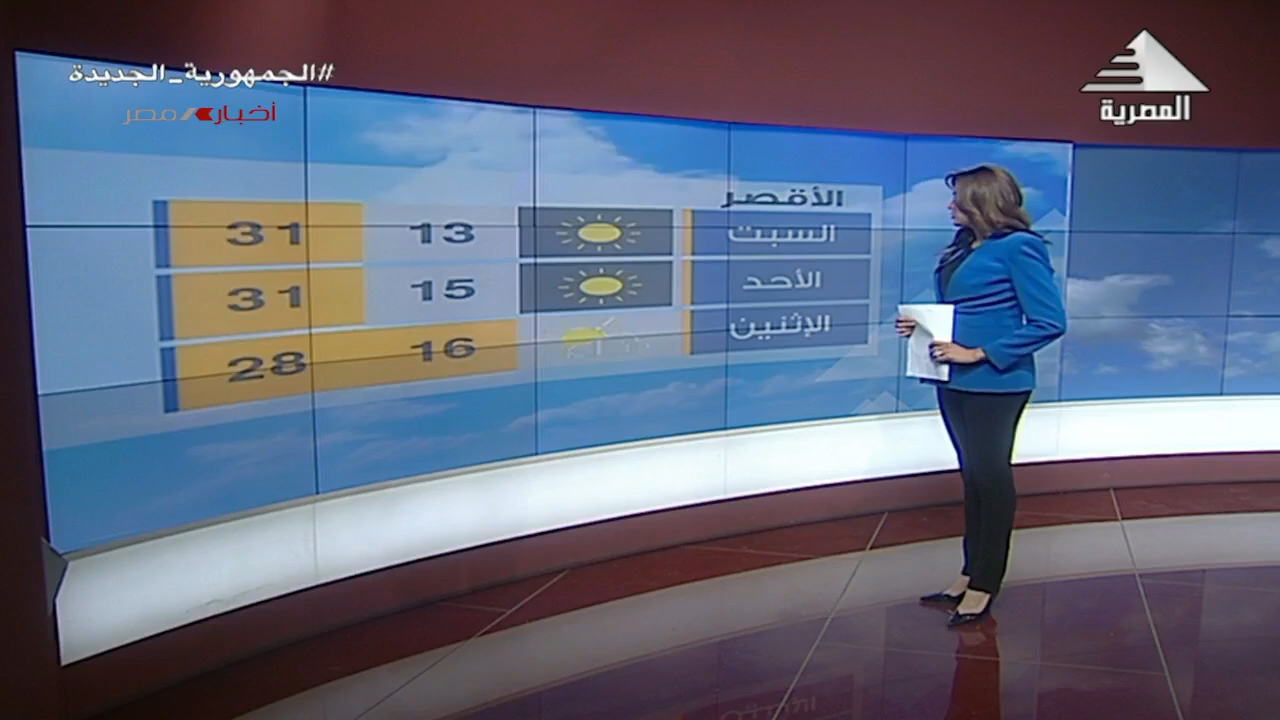 #الجمهورية_الجديدة
أخبار مصر
المصرية
الأقصر
السبت 13 31
الأحد 15 31
الإثنين 16 28